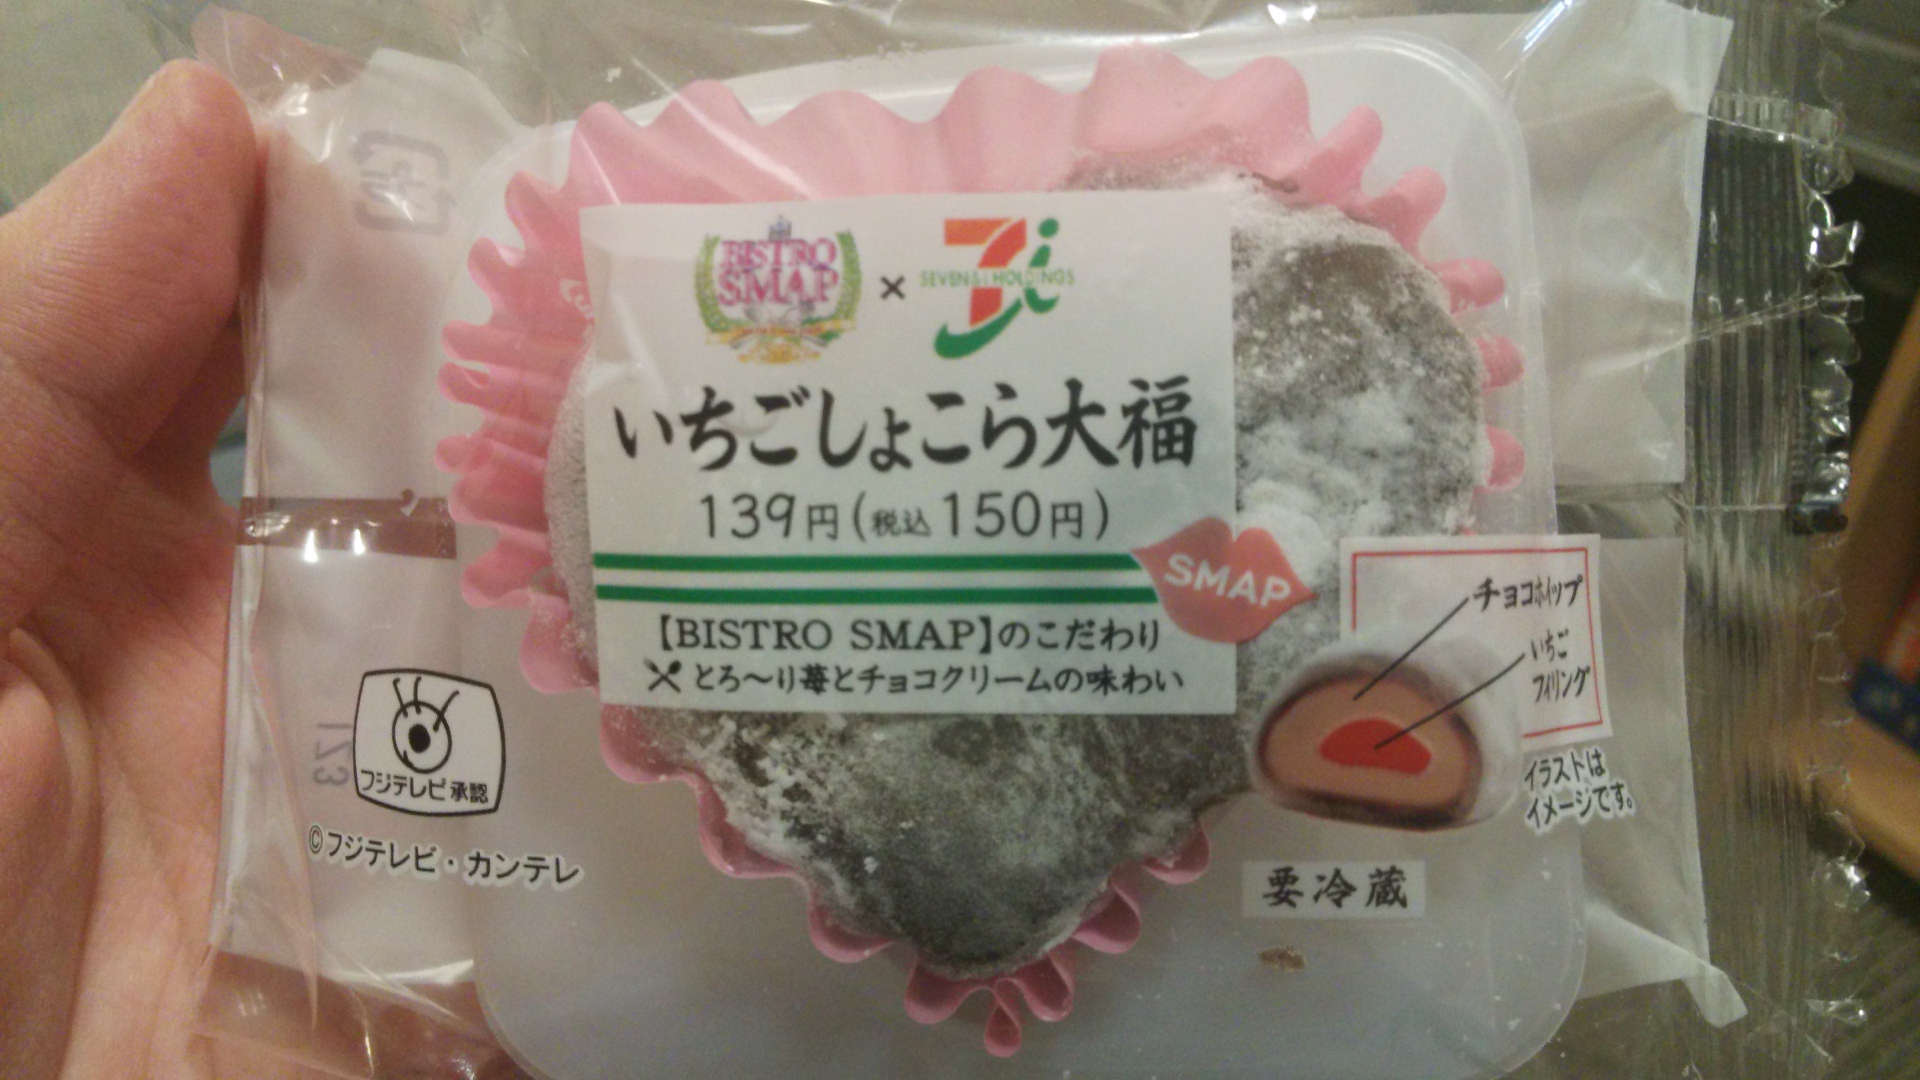 BISTRO
SMAP
×
SEVEN & i HOLDINGS
いちごしょこら大福
139円(税込150円)
SMAP
【BISTRO SMAP】のこだわり
とろ〜り苺とチョコクリームの味わい
チョコホイップ
いちご
フィリング
イラストは
イメージです。
フジテレビ承認
©フジテレビ・カンテレ
要冷蔵
123